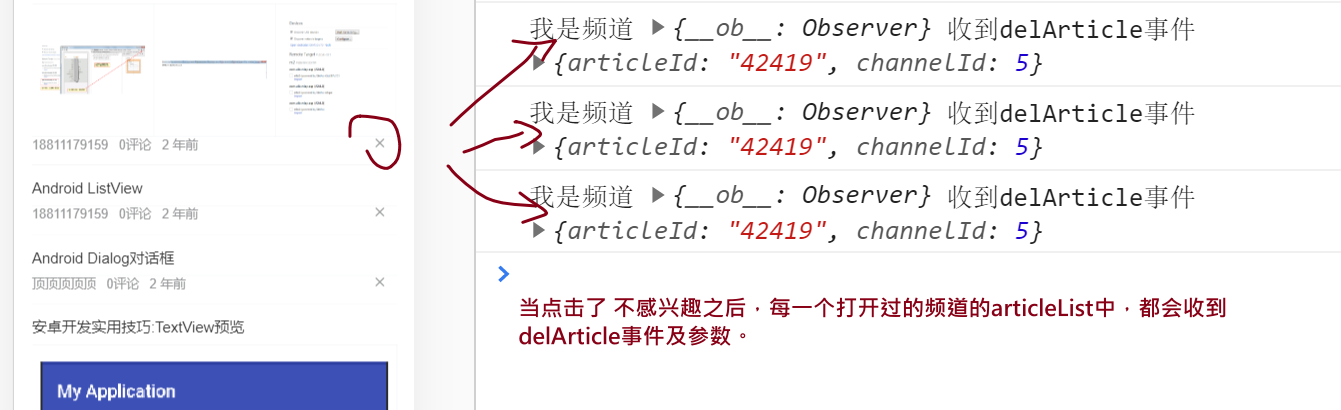 18811179159 0评论 2 年前 ×
Android ListView
18811179159 0评论 2 年前 ×
Android Dialog对话框
顶顶顶顶顶 0评论 2 年前 ×
安卓开发实用技巧:TextView预览
My Application
我是频道 ▶{__ob__: Observer} 收到delArticle事件
▶{articleId: "42419", channelId: 5}
我是频道 ▶{__ob__: Observer} 收到delArticle事件
▶{articleId: "42419", channelId: 5}
我是频道 ▶{__ob__: Observer} 收到delArticle事件
▶{articleId: "42419", channelId: 5}
当点击了 不感兴趣之后，每一个打开过的频道的articleList中，都会收到
delArticle事件及参数。